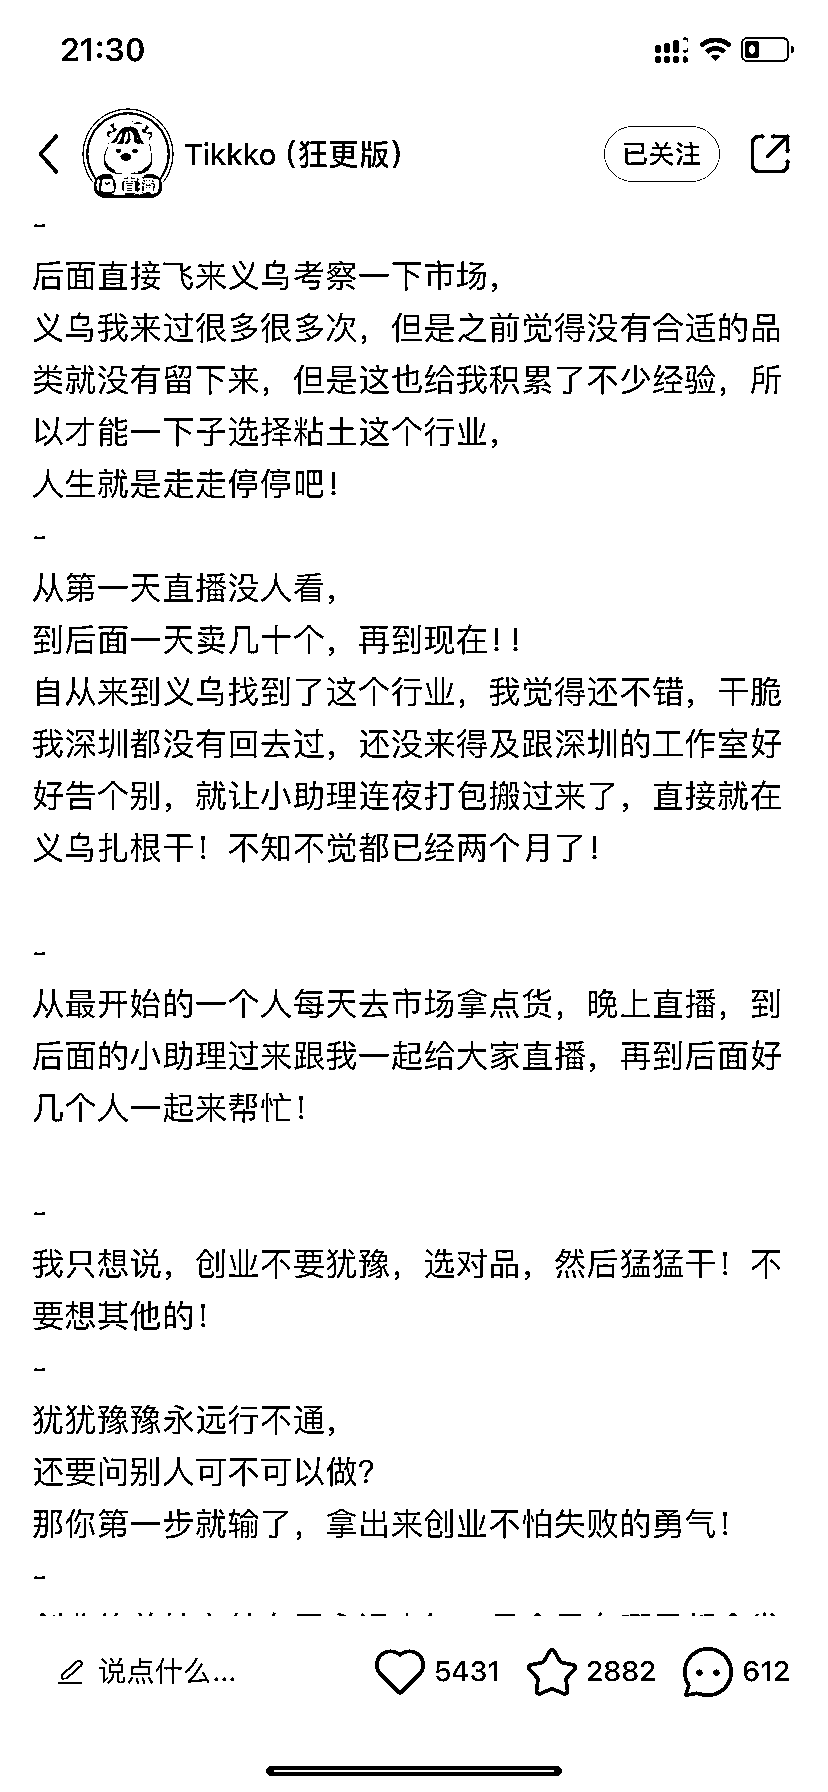 21:30
Tikkko（狂更版）
已关注
直播
-
后面直接飞来义乌考察一下市场，
义乌我来过很多很多次，但是之前觉得没有合适的品
类就没有留下来，但是这也给我积累了不少经验，所
以才能一下子选择粘土这个行业，
人生就是走走停停吧！
-
从第一天直播没人看，
到后面一天卖几十个，再到现在！！
自从来到义乌找到了这个行业，我觉得还不错，干脆
我深圳都没有回去过，还没来得及跟深圳的工作室好
好告个别，就让小助理连夜打包搬过来了，直接就在
义乌扎根干！不知不觉都已经两个月了！
-
从最开始的一个人每天去市场拿点货，晚上直播，到
后面的小助理过来跟我一起给大家直播，再到后面好
几个人一起来帮忙！
-
我只想说，创业不要犹豫，选对品，然后猛猛干！不
要想其他的！
-
犹犹豫豫永远行不通，
还要问别人可不可以做？
那你第一步就输了，拿出来创业不怕失败的勇气！
-
说点什么...
5431
2882
612